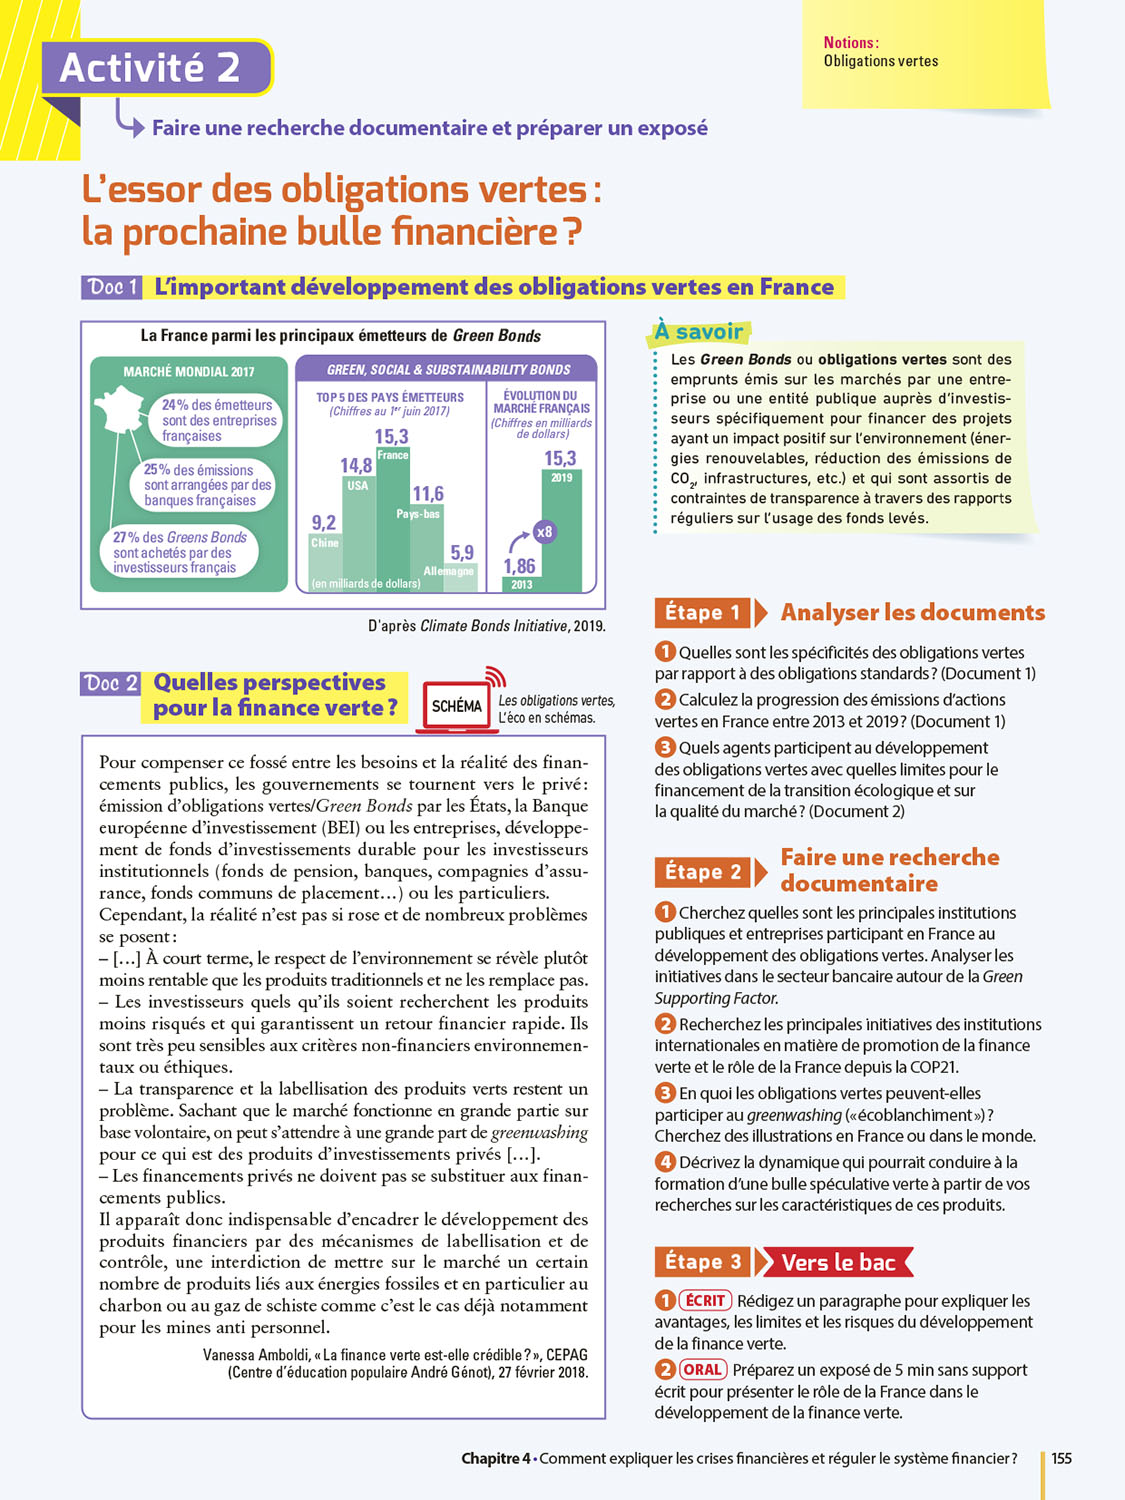 Activité 2
Notions :
Obligations vertes
Faire une recherche documentaire et préparer un exposé
L'essor des obligations vertes :
la prochaine bulle financière ?
Doc 1 L'important développement des obligations vertes en France
La France parmi les principaux émetteurs de Green Bonds
MARCHÉ MONDIAL 2017
24 % des émetteurs
sont des entreprises
françaises
25 % des émissions
sont arrangées par des
banques françaises
27 % des Greens Bonds
sont achetés par des
investisseurs français
GREEN, SOCIAL & SUBSTAINABILITY BONDS
TOP 5 DES PAYS ÉMETTEURS
(Chiffres au 1er juin 2017)
9,2
Chine
14,8
USA
15,3
France
11,6
Pays-bas
5,9
Allemagne
(en milliards de dollars)
ÉVOLUTION DU
MARCHÉ FRANÇAIS
(Chiffres en milliards
de dollars)
1,86
2013
x8
15,3
2019
D'après Climate Bonds Initiative, 2019.
À savoir
Les Green Bonds ou obligations vertes sont des
emprunts émis sur les marchés par une entre-
prise ou une entité publique auprès d'investis-
seurs spécifiquement pour financer des projets
ayant un impact positif sur l'environnement (éner-
gies renouvelables, réduction des émissions de
CO2, infrastructures, etc.) et qui sont assortis de
contraintes de transparence à travers des rapports
réguliers sur l'usage des fonds levés.
Doc 2 Quelles perspectives
pour la finance verte ?
SCHÉMA
Les obligations vertes,
L'éco en schémas.
Pour compenser ce fossé entre les besoins et la réalité des finan-
cements publics, les gouvernements se tournent vers le privé :
émission d'obligations vertes/Green Bonds par les États, la Banque
européenne d'investissement (BEI) ou les entreprises, développe-
ment de fonds d'investissements durable pour les investisseurs
institutionnels (fonds de pension, banques, compagnies d'assu-
rance, fonds communs de placement…) ou les particuliers.
Cependant, la réalité n'est pas si rose et de nombreux problèmes
se posent :
– […] À court terme, le respect de l'environnement se révèle plutôt
moins rentable que les produits traditionnels et ne les remplace pas.
– Les investisseurs quels qu'ils soient recherchent les produits
moins risqués et qui garantissent un retour financier rapide. Ils
sont très peu sensibles aux critères non-financiers environnemen-
taux ou éthiques.
– La transparence et la labellisation des produits verts restent un
problème. Sachant que le marché fonctionne en grande partie sur
base volontaire, on peut s'attendre à une grande part de greenwashing
pour ce qui est des produits d'investissements privés […].
– Les financements privés ne doivent pas se substituer aux finan-
cements publics.
Il apparaît donc indispensable d'encadrer le développement des
produits financiers par des mécanismes de labellisation et de
contrôle, une interdiction de mettre sur le marché un certain
nombre de produits liés aux énergies fossiles et en particulier au
charbon ou au gaz de schiste comme c'est le cas déjà notamment
pour les mines anti personnel.
Vanessa Amboldi, « La finance verte est-elle crédible ? », CEPAG
(Centre d'éducation populaire André Génot), 27 février 2018.
Étape 1 Analyser les documents
1 Quelles sont les spécificités des obligations vertes
par rapport à des obligations standards ? (Document 1)
2 Calculez la progression des émissions d'actions
vertes en France entre 2013 et 2019 ? (Document 1)
3 Quels agents participent au développement
des obligations vertes avec quelles limites pour le
financement de la transition écologique et sur
la qualité du marché ? (Document 2)
Étape 2 Faire une recherche
documentaire
1 Cherchez quelles sont les principales institutions
publiques et entreprises participant en France au
développement des obligations vertes. Analyser les
initiatives dans le secteur bancaire autour de la Green
Supporting Factor.
2 Recherchez les principales initiatives des institutions
internationales en matière de promotion de la finance
verte et le rôle de la France depuis la COP21.
3 En quoi les obligations vertes peuvent-elles
participer au greenwashing (« écoblanchiment ») ?
Cherchez des illustrations en France ou dans le monde.
4 Décrivez la dynamique qui pourrait conduire à la
formation d'une bulle spéculative verte à partir de vos
recherches sur les caractéristiques de ces produits.
Étape 3 Vers le bac
1 ÉCRIT Rédigez un paragraphe pour expliquer les
avantages, les limites et les risques du développement
de la finance verte.
2 ORAL Préparez un exposé de 5 min sans support
écrit pour présenter le rôle de la France dans le
développement de la finance verte.
Chapitre 4 • Comment expliquer les crises financières et réguler le système financier ? 155